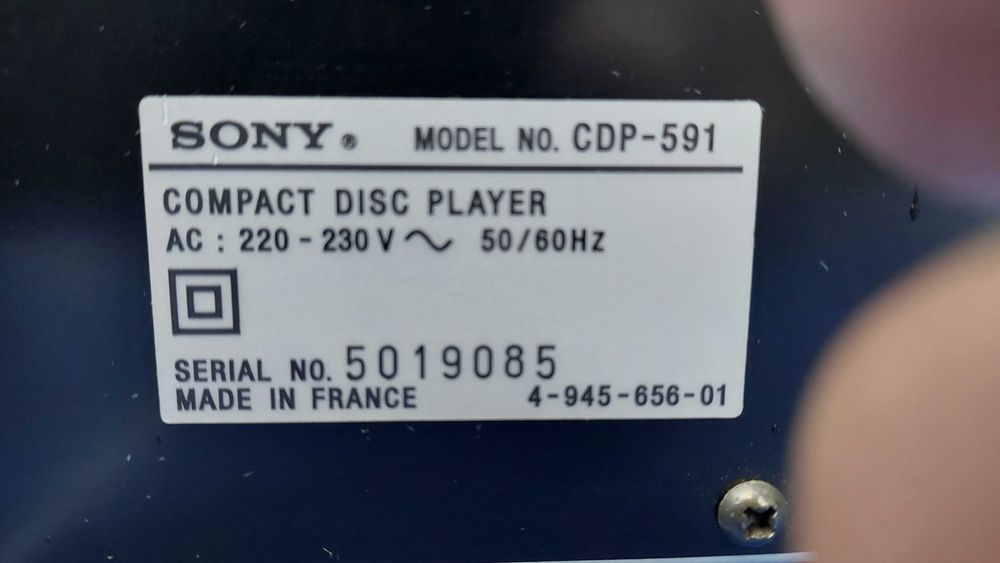 SONY® MODEL NO. CDP-591
COMPACT DISC PLAYER
AC : 220 - 230 V ~ 50/60Hz
SERIAL NO. 5019085
MADE IN FRANCE 4-945-656-01